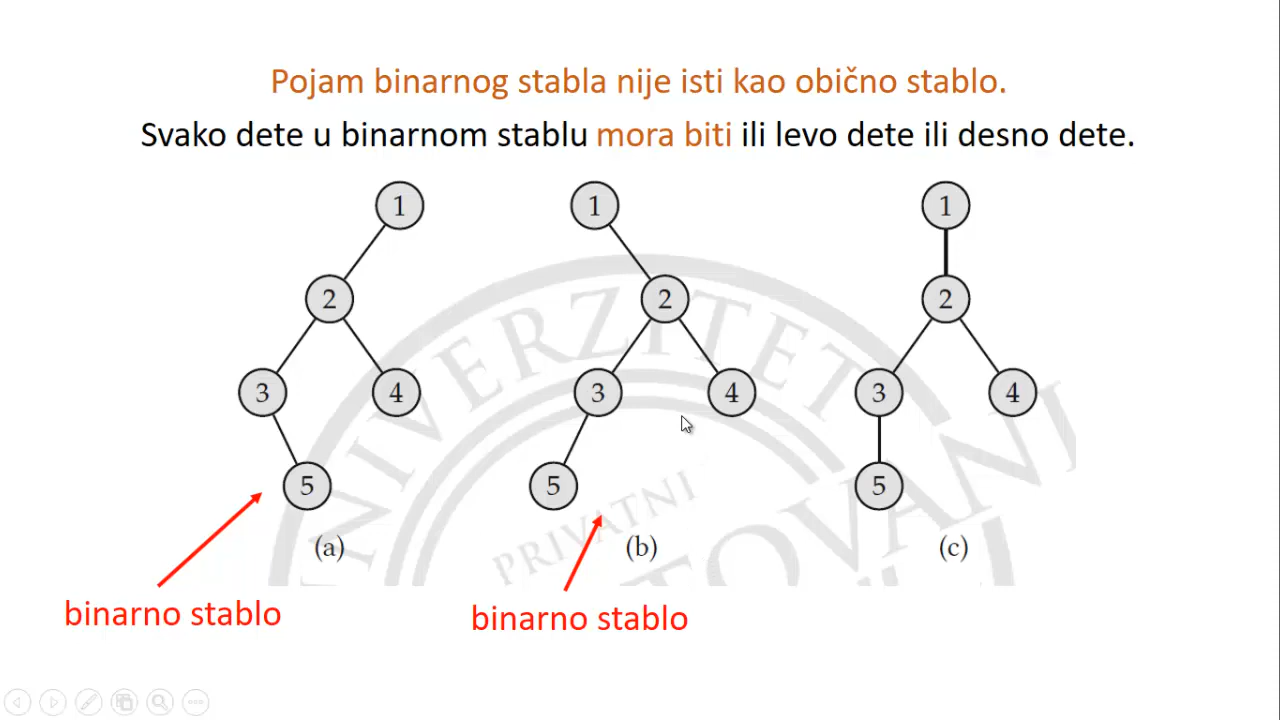 Pojam binarnog stabla nije isti kao obično stablo.
Svako dete u binarnom stablu mora biti ili levo dete ili desno dete.
1 1 1
2 2 2
3 4 3 4 3 4
5 5 5
(a) (b) (c)
binarno stablo binarno stablo
UNIVERZITET
PRIVATNI